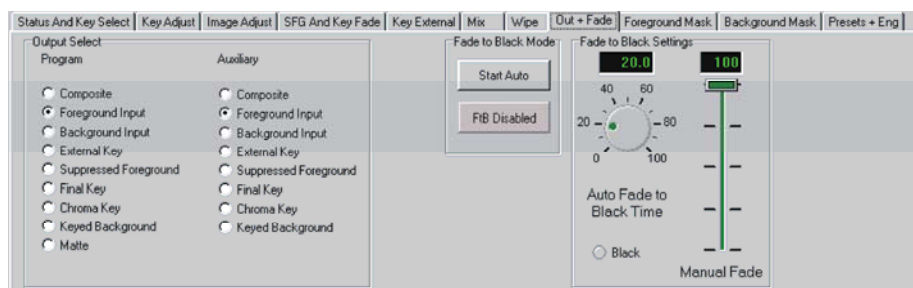 Status And Key Select Key Adjust Image Adjust SFG And Key Fade Key External Mix Wipe Out + Fade Foreground Mask Background Mask Presets + Eng
Output Select
Program
Auxiliary
Composite
Foreground Input
Background Input
External Key
Suppressed Foreground
Final Key
Chroma Key
Keyed Background
Matte
Composite
Foreground Input
Background Input
External Key
Suppressed Foreground
Final Key
Chroma Key
Keyed Background
Fade to Black Mode
Start Auto
FtB Disabled
Fade to Black Settings
20.0
100
40 60
20 80
0 100
Auto Fade to
Black Time
Black
Manual Fade